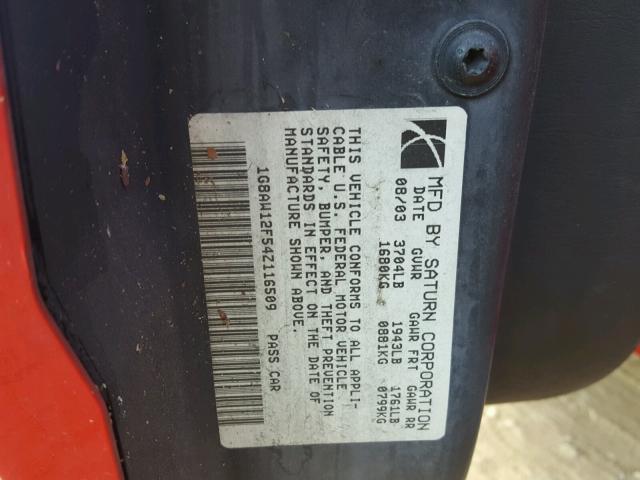 MFD BY SATURN CORPORATION
DATE GVWR GAWR FRT GAWR RR
08/03 3704LB 1943LB 1761LB
1680KG 0881KG 0799KG
THIS VEHICLE CONFORMS TO ALL APPLI-
CABLE U.S. FEDERAL MOTOR VEHICLE
SAFETY, BUMPER, AND THEFT PREVENTION
STANDARDS IN EFFECT ON THE DATE OF
MANUFACTURE SHOWN ABOVE.
1G8AW12F54Z116509 PASS CAR